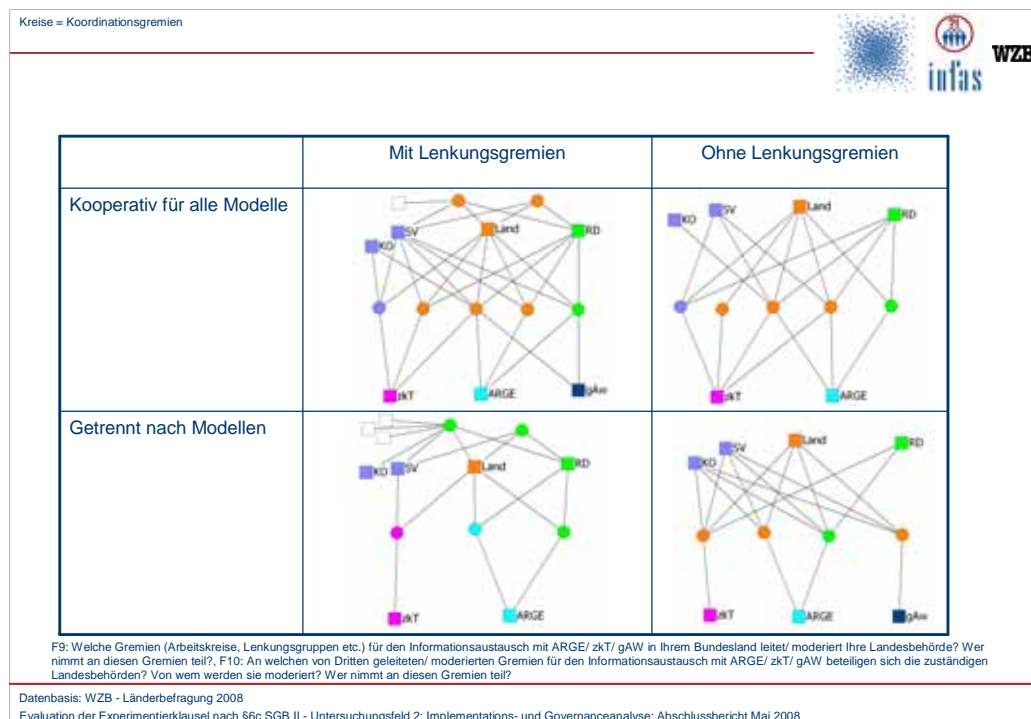 Kreise = Koordinationsgremien
infas
WZB
Mit Lenkungsgremien
Ohne Lenkungsgremien
Kooperativ für alle Modelle
KO
SV
Land
RD
zkT
ARGE
gAw
KO
SV
Land
RD
zkT
ARGE
Getrennt nach Modellen
KO
SV
Land
RD
zkT
ARGE
KO
SV
Land
RD
zkT
ARGE
gAw
F9: Welche Gremien (Arbeitskreise, Lenkungsgruppen etc.) für den Informationsaustausch mit ARGE/ zkT/ gAW in Ihrem Bundesland leitet/ moderiert Ihre Landesbehörde? Wer
nimmt an diesen Gremien teil?, F10: An welchen von Dritten geleiteten/ moderierten Gremien für den Informationsaustausch mit ARGE/ zkT/ gAW beteiligen sich die zuständigen
Landesbehörden? Von wem werden sie moderiert? Wer nimmt an diesen Gremien teil?
Datenbasis: WZB - Länderbefragung 2008
Evaluation der Experimentierklausel nach §6c SGB II - Untersuchungsfeld 2: Implementations- und Governanceanalyse: Abschlussbericht Mai 2008